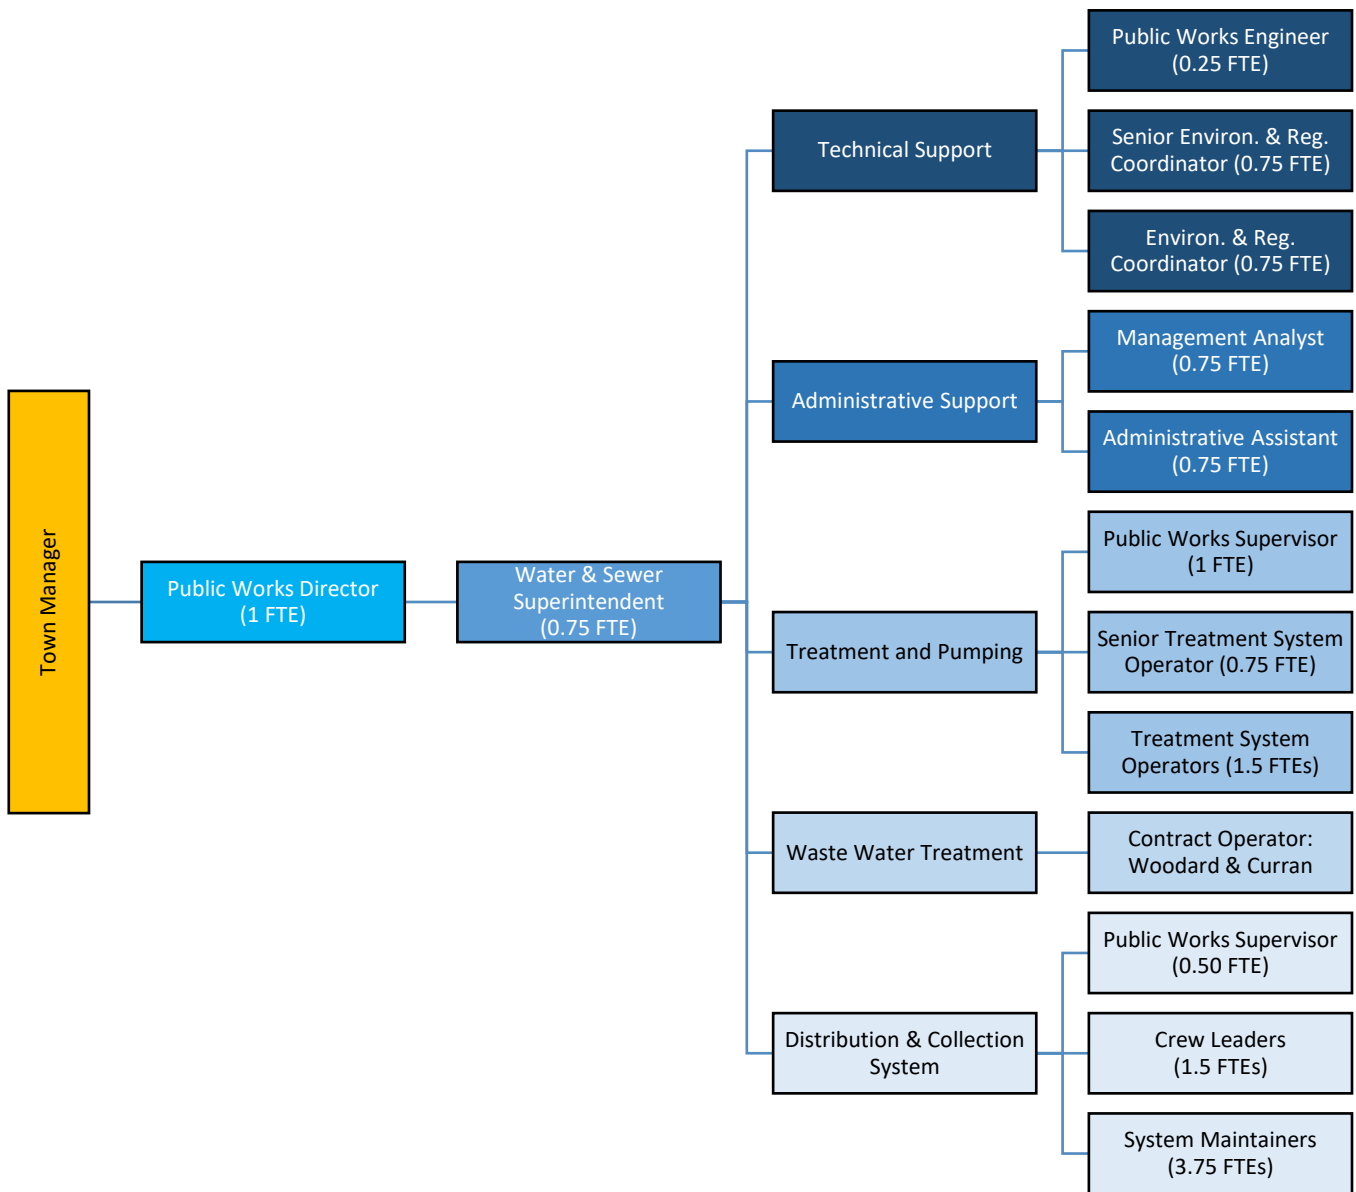 Town Manager
Public Works Director
(1 FTE)
Water & Sewer
Superintendent
(0.75 FTE)
Technical Support
Public Works Engineer
(0.25 FTE)
Senior Environ. & Reg.
Coordinator (0.75 FTE)
Environ. & Reg.
Coordinator (0.75 FTE)
Administrative Support
Management Analyst
(0.75 FTE)
Administrative Assistant
(0.75 FTE)
Treatment and Pumping
Public Works Supervisor
(1 FTE)
Senior Treatment System
Operator (0.75 FTE)
Treatment System
Operators (1.5 FTEs)
Waste Water Treatment
Contract Operator:
Woodard & Curran
Distribution & Collection
System
Public Works Supervisor
(0.50 FTE)
Crew Leaders
(1.5 FTEs)
System Maintainers
(3.75 FTEs)